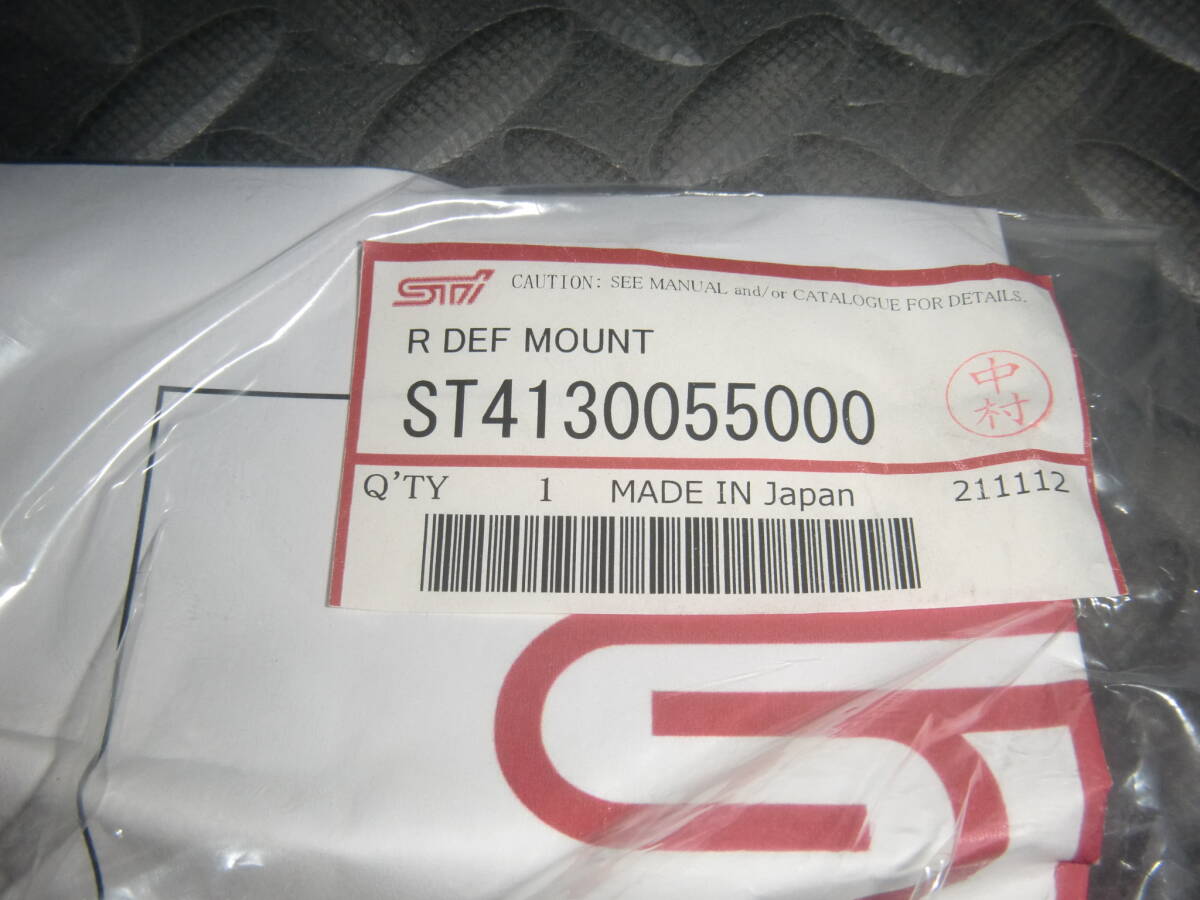 STI CAUTION: SEE MANUAL and/or CATALOGUE FOR DETAILS.
R DEF MOUNT
ST4130055000
中村
Q'TY 1 MADE IN Japan 211112